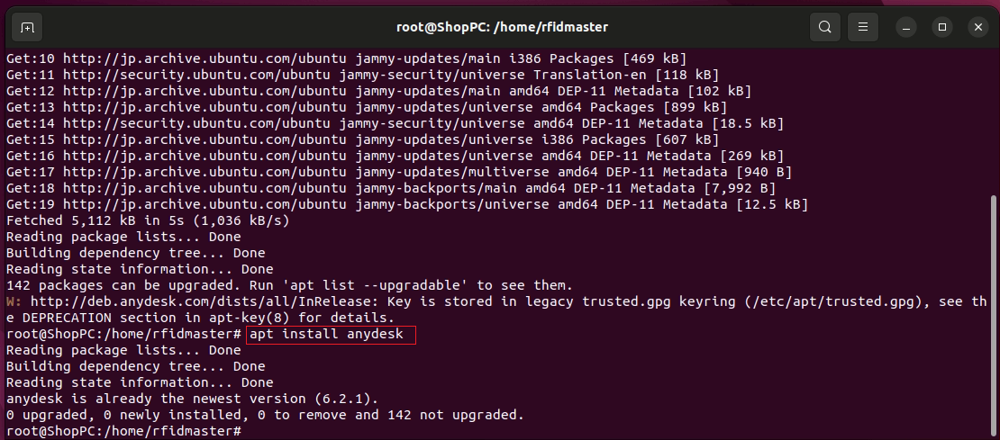 root@ShopPC: /home/rfidmaster
Get:10 http://jp.archive.ubuntu.com/ubuntu jammy-updates/main i386 Packages [469 kB]
Get:11 http://security.ubuntu.com/ubuntu jammy-security/universe Translation-en [118 kB]
Get:12 http://jp.archive.ubuntu.com/ubuntu jammy-updates/main amd64 DEP-11 Metadata [102 kB]
Get:13 http://jp.archive.ubuntu.com/ubuntu jammy-updates/universe amd64 Packages [899 kB]
Get:14 http://security.ubuntu.com/ubuntu jammy-security/universe amd64 DEP-11 Metadata [18.5 kB]
Get:15 http://jp.archive.ubuntu.com/ubuntu jammy-updates/universe i386 Packages [607 kB]
Get:16 http://jp.archive.ubuntu.com/ubuntu jammy-updates/universe amd64 DEP-11 Metadata [269 kB]
Get:17 http://jp.archive.ubuntu.com/ubuntu jammy-updates/multiverse amd64 DEP-11 Metadata [940 B]
Get:18 http://jp.archive.ubuntu.com/ubuntu jammy-backports/main amd64 DEP-11 Metadata [7,992 B]
Get:19 http://jp.archive.ubuntu.com/ubuntu jammy-backports/universe amd64 DEP-11 Metadata [12.5 kB]
Fetched 5,112 kB in 5s (1,036 kB/s)
Reading package lists... Done
Building dependency tree... Done
Reading state information... Done
142 packages can be upgraded. Run 'apt list --upgradable' to see them.
W: http://deb.anydesk.com/dists/all/InRelease: Key is stored in legacy trusted.gpg keyring (/etc/apt/trusted.gpg), see th
e DEPRECATION section in apt-key(8) for details.
root@ShopPC:/home/rfidmaster# apt install anydesk
Reading package lists... Done
Building dependency tree... Done
Reading state information... Done
anydesk is already the newest version (6.2.1).
0 upgraded, 0 newly installed, 0 to remove and 142 not upgraded.
root@ShopPC:/home/rfidmaster#